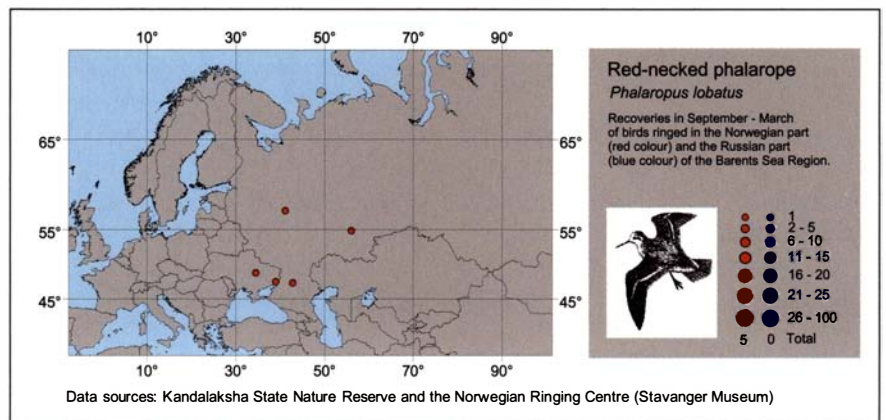 10° 30° 50° 70° 90°
65° 65°
55° 55°
45° 45°
10° 30° 50° 70° 90°
Red-necked phalarope
Phalaropus lobatus
Recoveries in September - March
of birds ringed in the Norwegian part
(red colour) and the Russian part
(blue colour) of the Barents Sea Region.
1
2 - 5
6 - 10
11 - 15
16 - 20
21 - 25
26 - 100
5 0 Total
Data sources: Kandalaksha State Nature Reserve and the Norwegian Ringing Centre (Stavanger Museum)